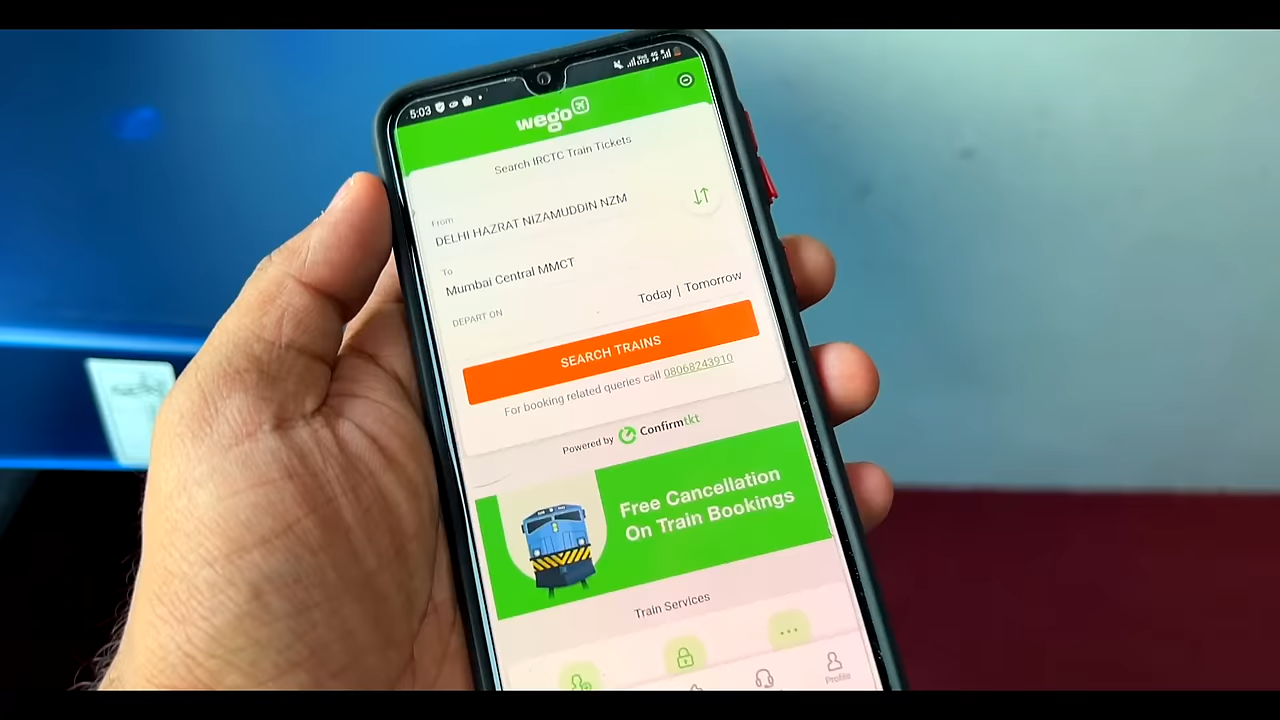 5:03
wego
Search IRCTC Train Tickets
From
DELHI HAZRAT NIZAMUDDIN NZM
To
Mumbai Central MMCT
DEPART ON
Today | Tomorrow
SEARCH TRAINS
For booking related queries call 08068243910
Powered by Confirmtkt
Free Cancellation
On Train Bookings
Train Services
Profile